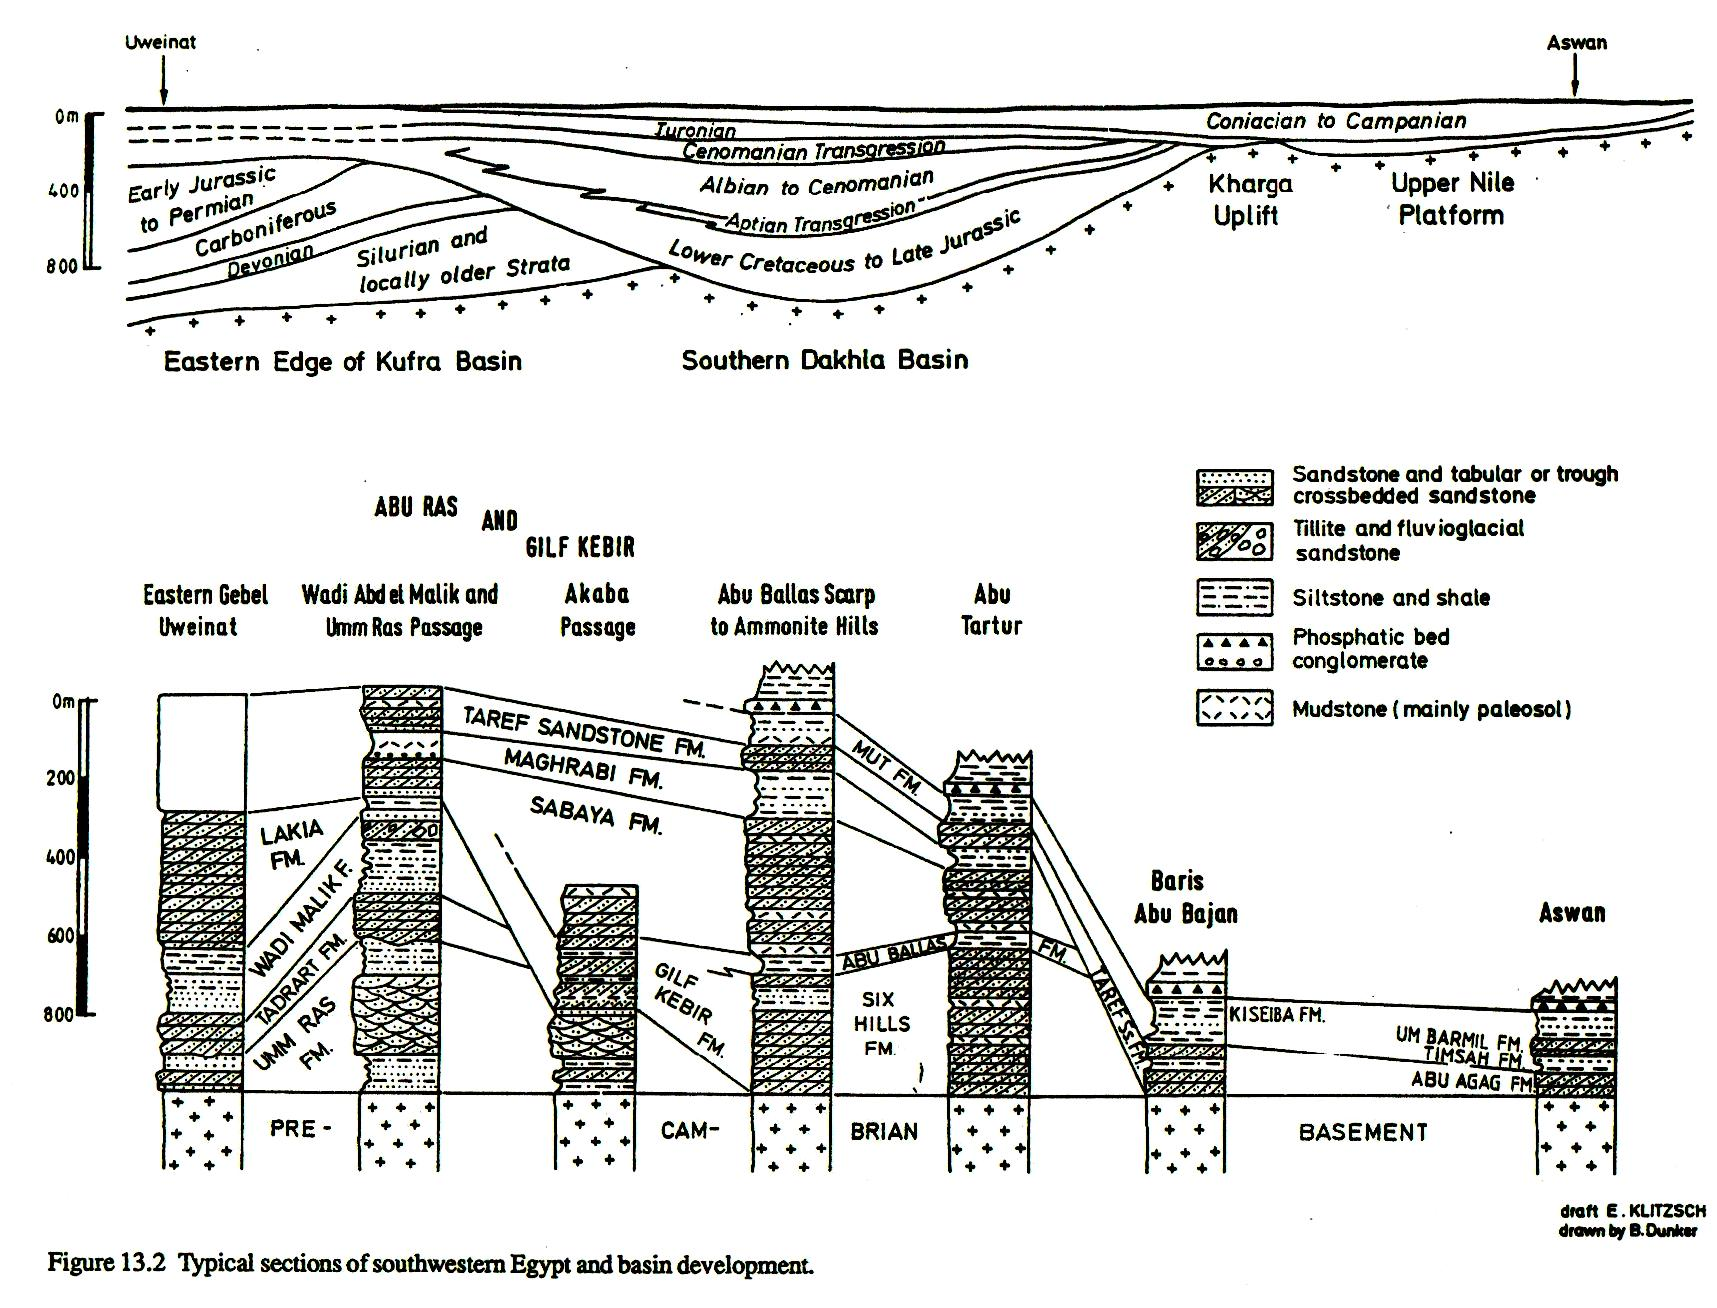 Uweinat
Aswan
0m
400
800
Turonian
Cenomanian Transgression
Albian to Cenomanian
Aptian Transgression
Lower Cretaceous to Late Jurassic
Coniacian to Campanian
Early Jurassic
to Permian
Carboniferous
Devonian
Silurian and
locally older Strata
Kharga
Uplift
Upper Nile
Platform
Eastern Edge of Kufra Basin
Southern Dakhla Basin
Sandstone and tabular or trough
crossbedded sandstone
Tillite and fluvioglacial
sandstone
Siltstone and shale
Phosphatic bed
conglomerate
Mudstone (mainly paleosol)
ABU RAS
AND
GILF KEBIR
Eastern Gebel
Uweinat
Wadi Abd el Malik and
Umm Ras Passage
Akaba
Passage
Abu Ballas Scarp
to Ammonite Hills
Abu
Tartur
Baris
Abu Bajan
Aswan
0m
200
400
600
800
TAREF SANDSTONE FM.
MAGHRABI FM.
SABAYA FM.
MUT FM.
LAKIA
FM.
WADI MALIK F.
TADRART FM.
UMM RAS
FM.
GILF
KEBIR
FM.
ABU BALLAS
FM.
SIX
HILLS
FM.
TAREF Ss. FM.
KISEIBA FM.
UM BARMIL FM.
TIMSAH FM.
ABU AGAG FM.
PRE-
CAM-
BRIAN
BASEMENT
draft E. KLITZSCH
drawn by B. Dunker
Figure 13.2 Typical sections of southwestern Egypt and basin development.